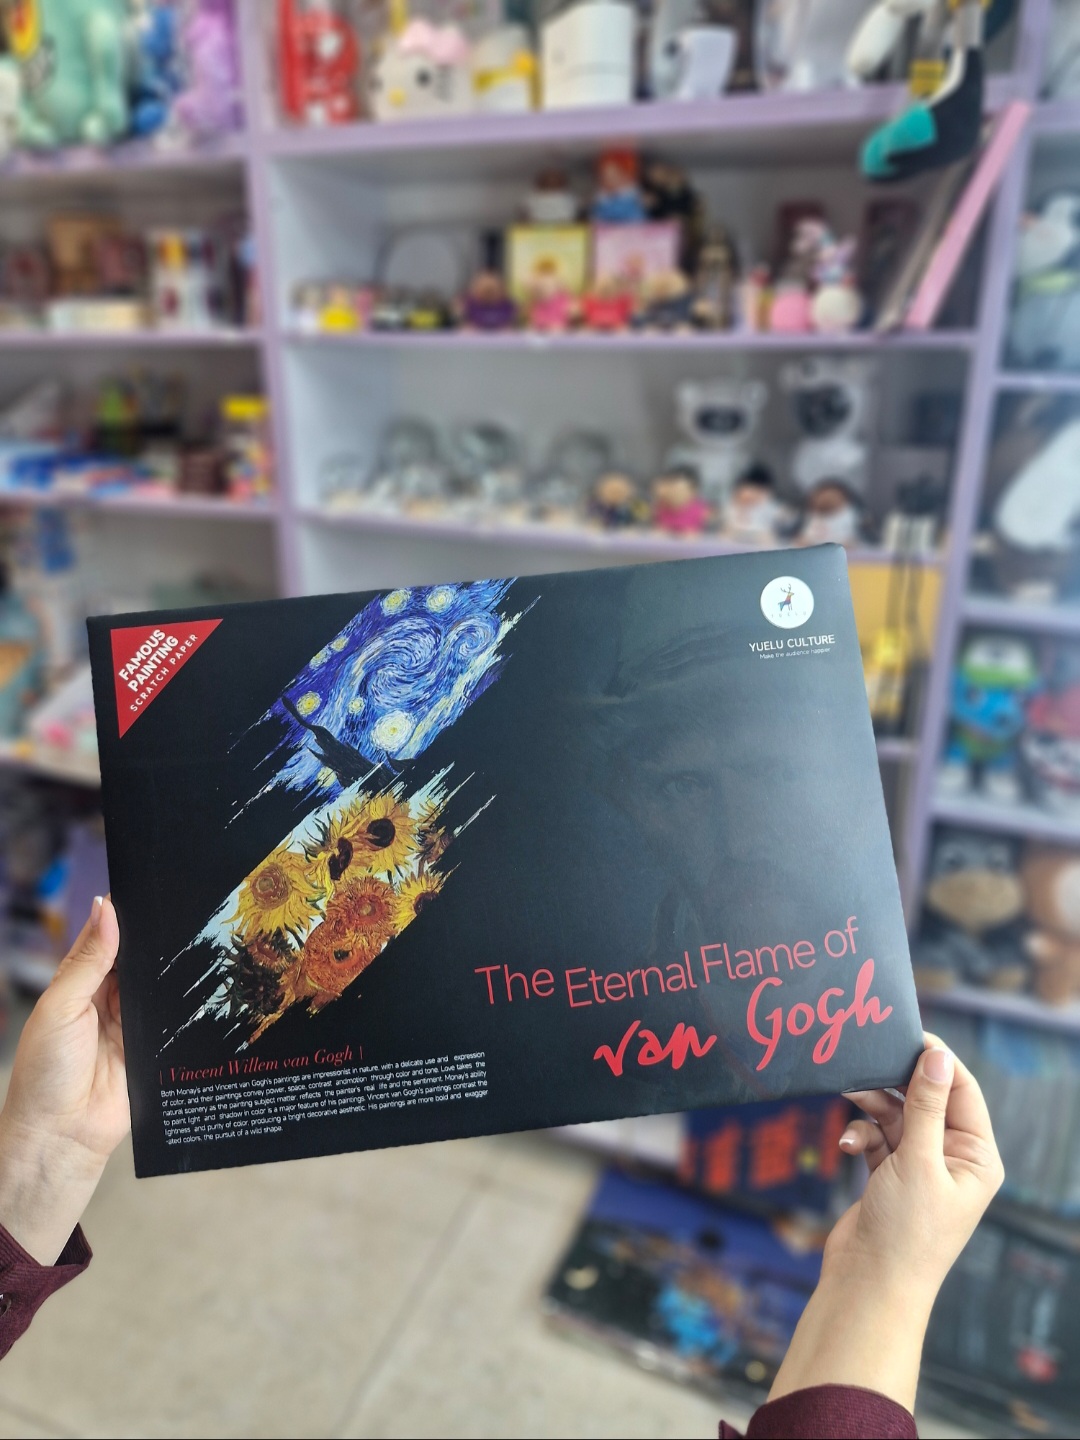 FAMOUS
PAINTING
SCRATCH PAPER
YUELU CULTURE
Make the audience happier
The Eternal Flame of
van Gogh
| Vincent Willem van Gogh |
Both Monay's and Vincent van Gogh's paintings are impressionist in nature, with a delicate use and expression
of color, and their paintings convey power, space, contrast andmotion through color and tone. Love takes the
natural scenery as the painting subject matter, reflects the painter's real life and the sentiment. Monay's ability
to paint light and shadow in color is a major feature of his paintings. Vincent van Gogh's paintings contrast the
lightness and purity of color, producing a bright decorative aesthetic. His paintings are more bold and exagger
-ated colors, the pursuit of a wild shape.